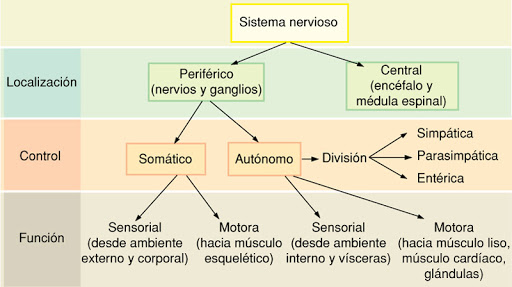 Sistema nervioso
Localización
Periférico
(nervios y ganglios)
Central
(encéfalo y
médula espinal)
Control
Somático
Autónomo
División
Simpática
Parasimpática
Entérica
Función
Sensorial
(desde ambiente
externo y corporal)
Motora
(hacia músculo
esquelético)
Sensorial
(desde ambiente
interno y vísceras)
Motora
(hacia músculo liso,
músculo cardíaco,
glándulas)